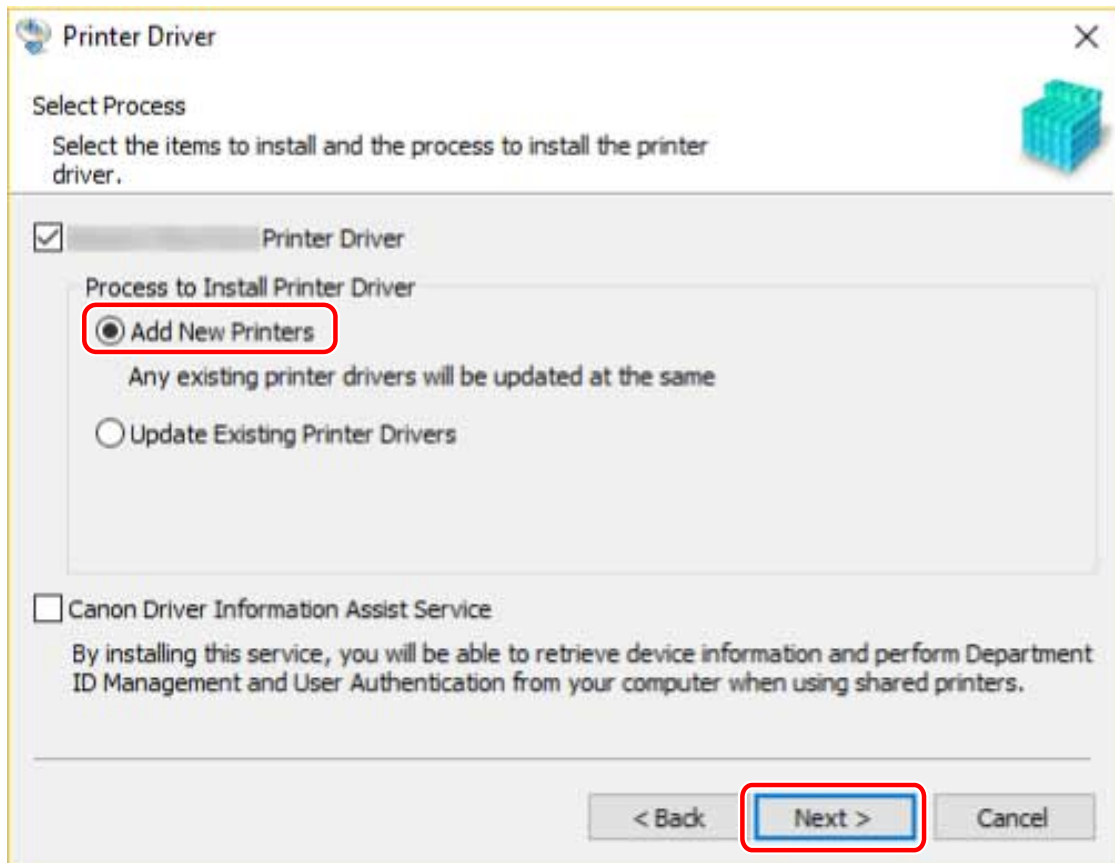 Printer Driver
Select Process
Select the items to install and the process to install the printer
driver.
Printer Driver
Process to Install Printer Driver
Add New Printers
Any existing printer drivers will be updated at the same
Update Existing Printer Drivers
Canon Driver Information Assist Service
By installing this service, you will be able to retrieve device information and perform Department
ID Management and User Authentication from your computer when using shared printers.
< Back
Next >
Cancel